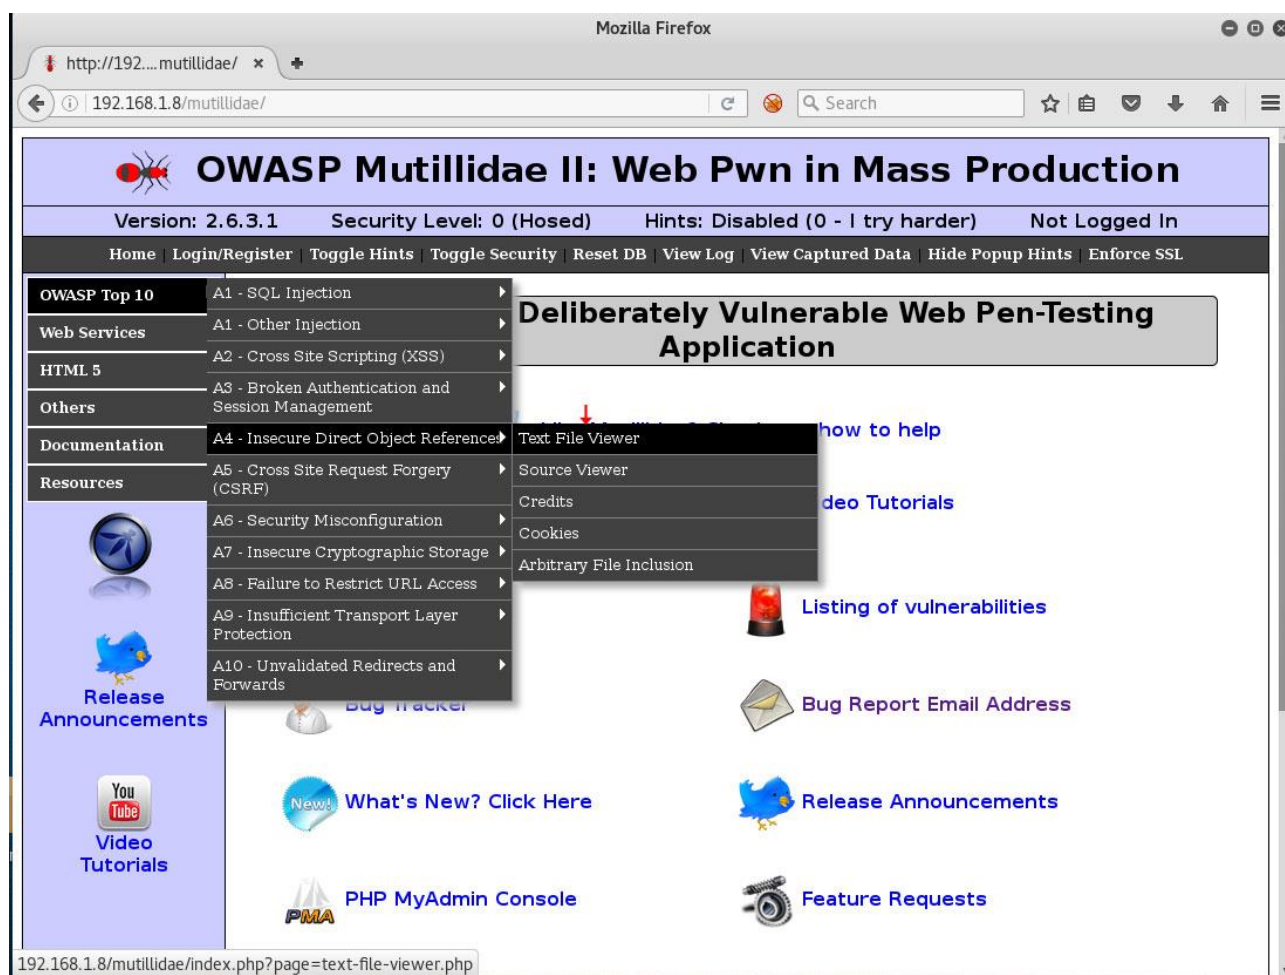 Mozilla Firefox
http://192....mutillidae/
192.168.1.8/mutillidae/
Search
OWASP Mutillidae II: Web Pwn in Mass Production
Version: 2.6.3.1 Security Level: 0 (Hosed) Hints: Disabled (0 - I try harder) Not Logged In
Home | Login/Register | Toggle Hints | Toggle Security | Reset DB | View Log | View Captured Data | Hide Popup Hints | Enforce SSL
OWASP Top 10
Web Services
HTML 5
Others
Documentation
Resources
A1 - SQL Injection
A1 - Other Injection
A2 - Cross Site Scripting (XSS)
A3 - Broken Authentication and
Session Management
A4 - Insecure Direct Object References
A5 - Cross Site Request Forgery
(CSRF)
A6 - Security Misconfiguration
A7 - Insecure Cryptographic Storage
A8 - Failure to Restrict URL Access
A9 - Insufficient Transport Layer
Protection
A10 - Unvalidated Redirects and
Forwards
Text File Viewer
Source Viewer
Credits
Cookies
Arbitrary File Inclusion
Deliberately Vulnerable Web Pen-Testing
Application
how to help
deo Tutorials
Listing of vulnerabilities
Bug Tracker
Bug Report Email Address
What's New? Click Here
Release Announcements
PHP MyAdmin Console
Feature Requests
Release
Announcements
You
Tube
Video
Tutorials
New!
PMA
192.168.1.8/mutillidae/index.php?page=text-file-viewer.php